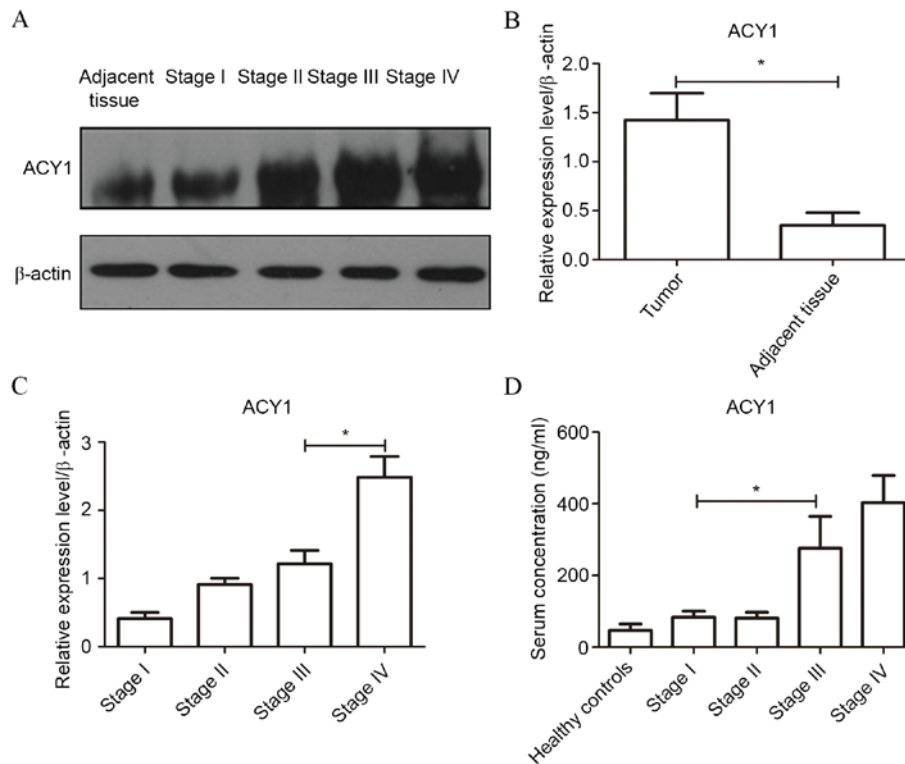 A
Adjacent tissue
Stage I
Stage II
Stage III
Stage IV
ACY1
β-actin
B
ACY1
Relative expression level/β-actin
2.0
1.5
1.0
0.5
0.0
*
Tumor
Adjacent tissue
C
ACY1
Relative expression level/β -actin
3
2
1
0
*
Stage I
Stage II
Stage III
Stage IV
D
ACY1
Serum concentration (ng/ml)
600
400
200
0
*
Healthy controls
Stage I
Stage II
Stage III
Stage IV